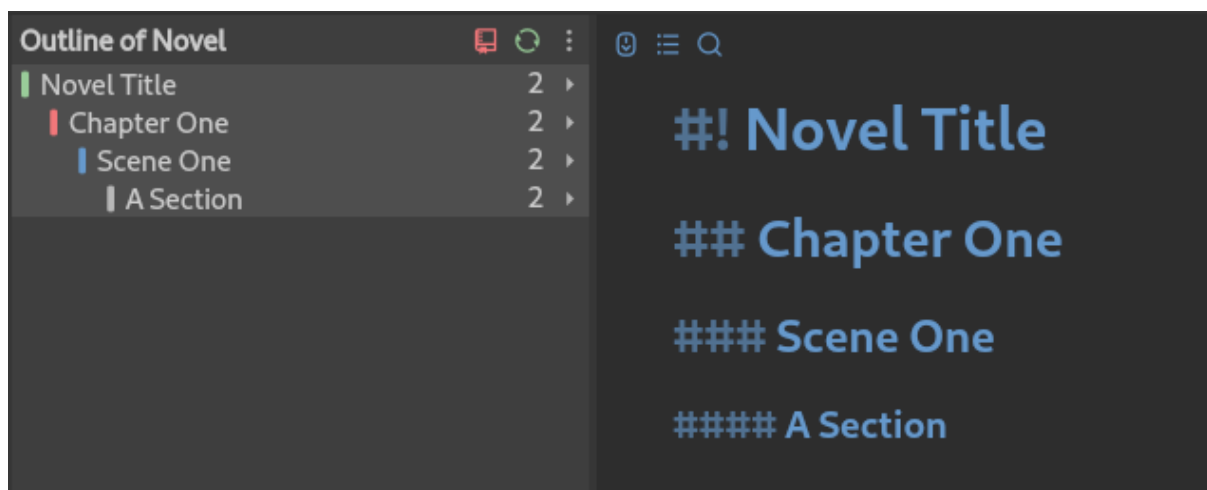 Outline of Novel
Novel Title 2
Chapter One 2
Scene One 2
A Section 2
#! Novel Title
## Chapter One
### Scene One
#### A Section